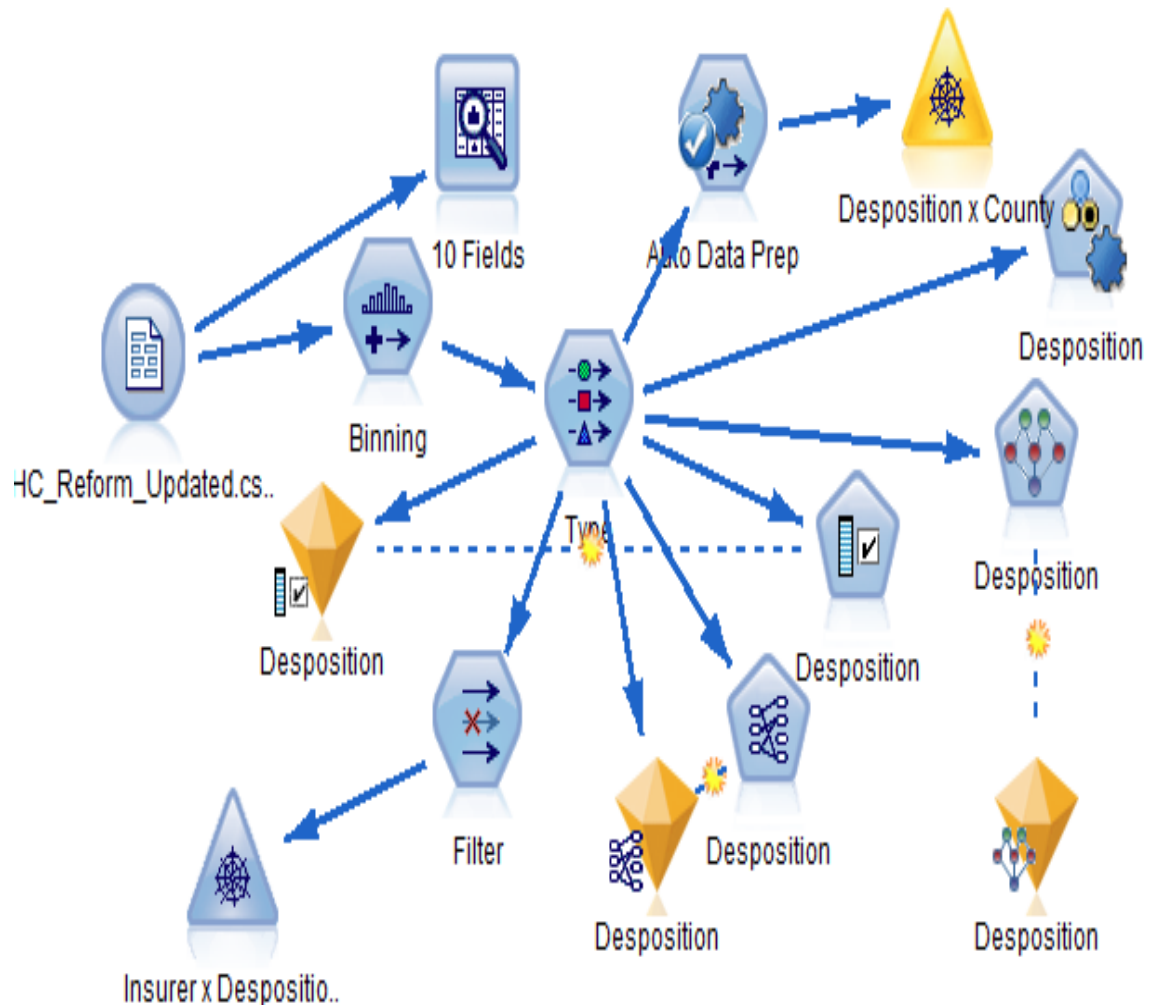 10 Fields
Auto Data Prep
Desposition x County
Desposition
Binning
HC_Reform_Updated.cs..
Type
Desposition
Desposition
Desposition
Filter
Desposition
Desposition
Desposition
Insurer x Despositio..